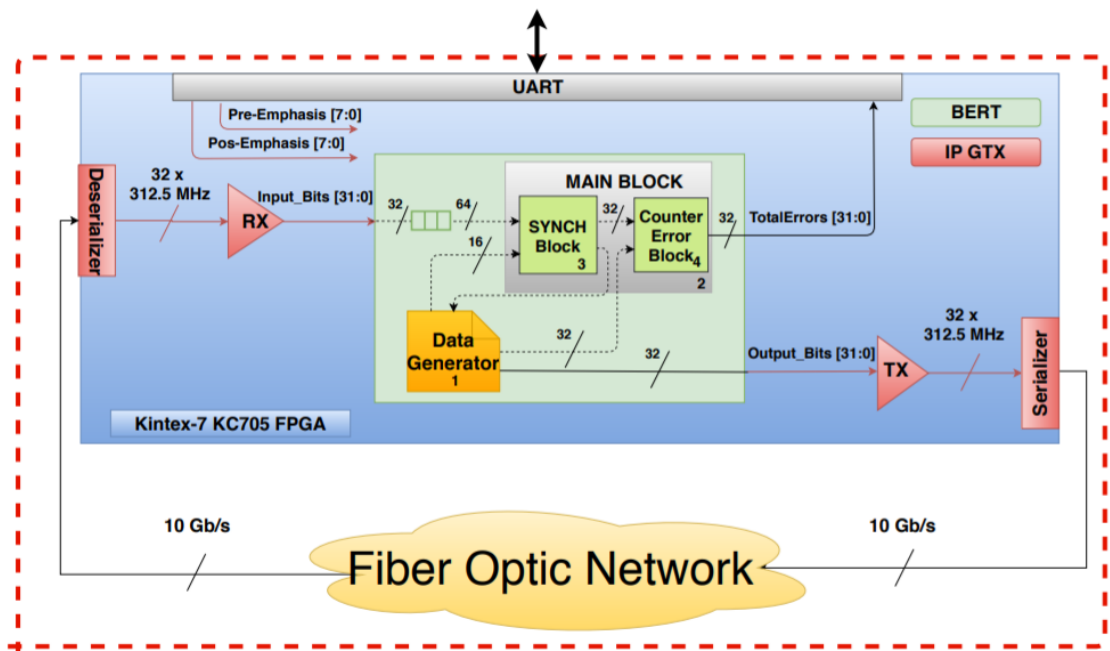 UART
Pre-Emphasis [7:0]
Pos-Emphasis [7:0]
BERT
IP GTX
Deserializer
32 x
312.5 MHz
RX
Input_Bits [31:0]
32
64
16
MAIN BLOCK
SYNCH
Block
3
32
Counter
Error
Block
4
2
32
TotalErrors [31:0]
Data
Generator
1
32
32
Output_Bits [31:0]
TX
32 x
312.5 MHz
Serializer
Kintex-7 KC705 FPGA
10 Gb/s
10 Gb/s
Fiber Optic Network